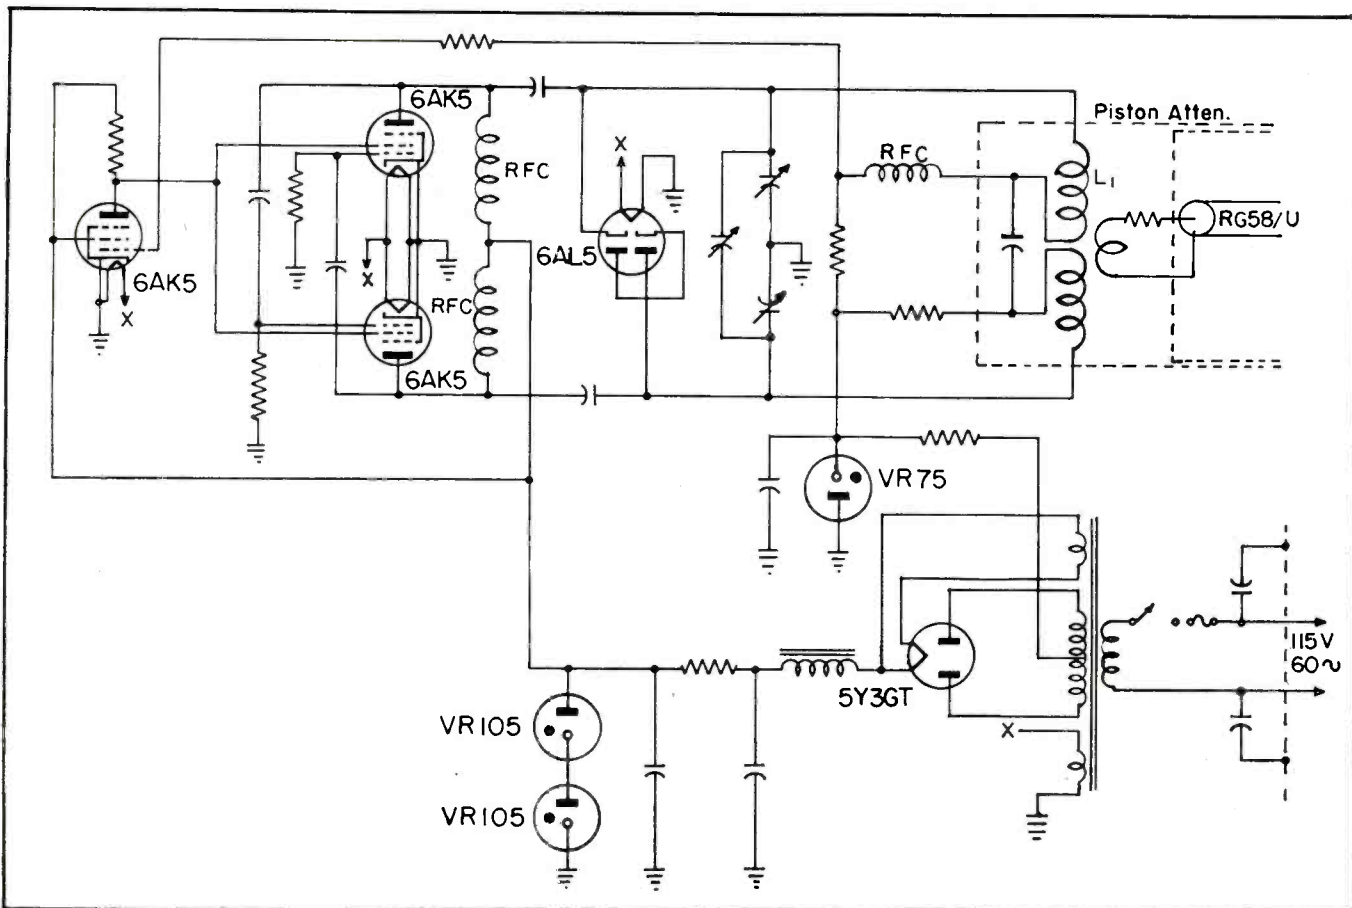 6AK5
Piston Atten.
X
RFC
RFC
L1
RG58/U
6AL5
6AK5
X
X
RFC
6AK5
VR75
115V
60~
5Y3GT
VR105
X
VR105